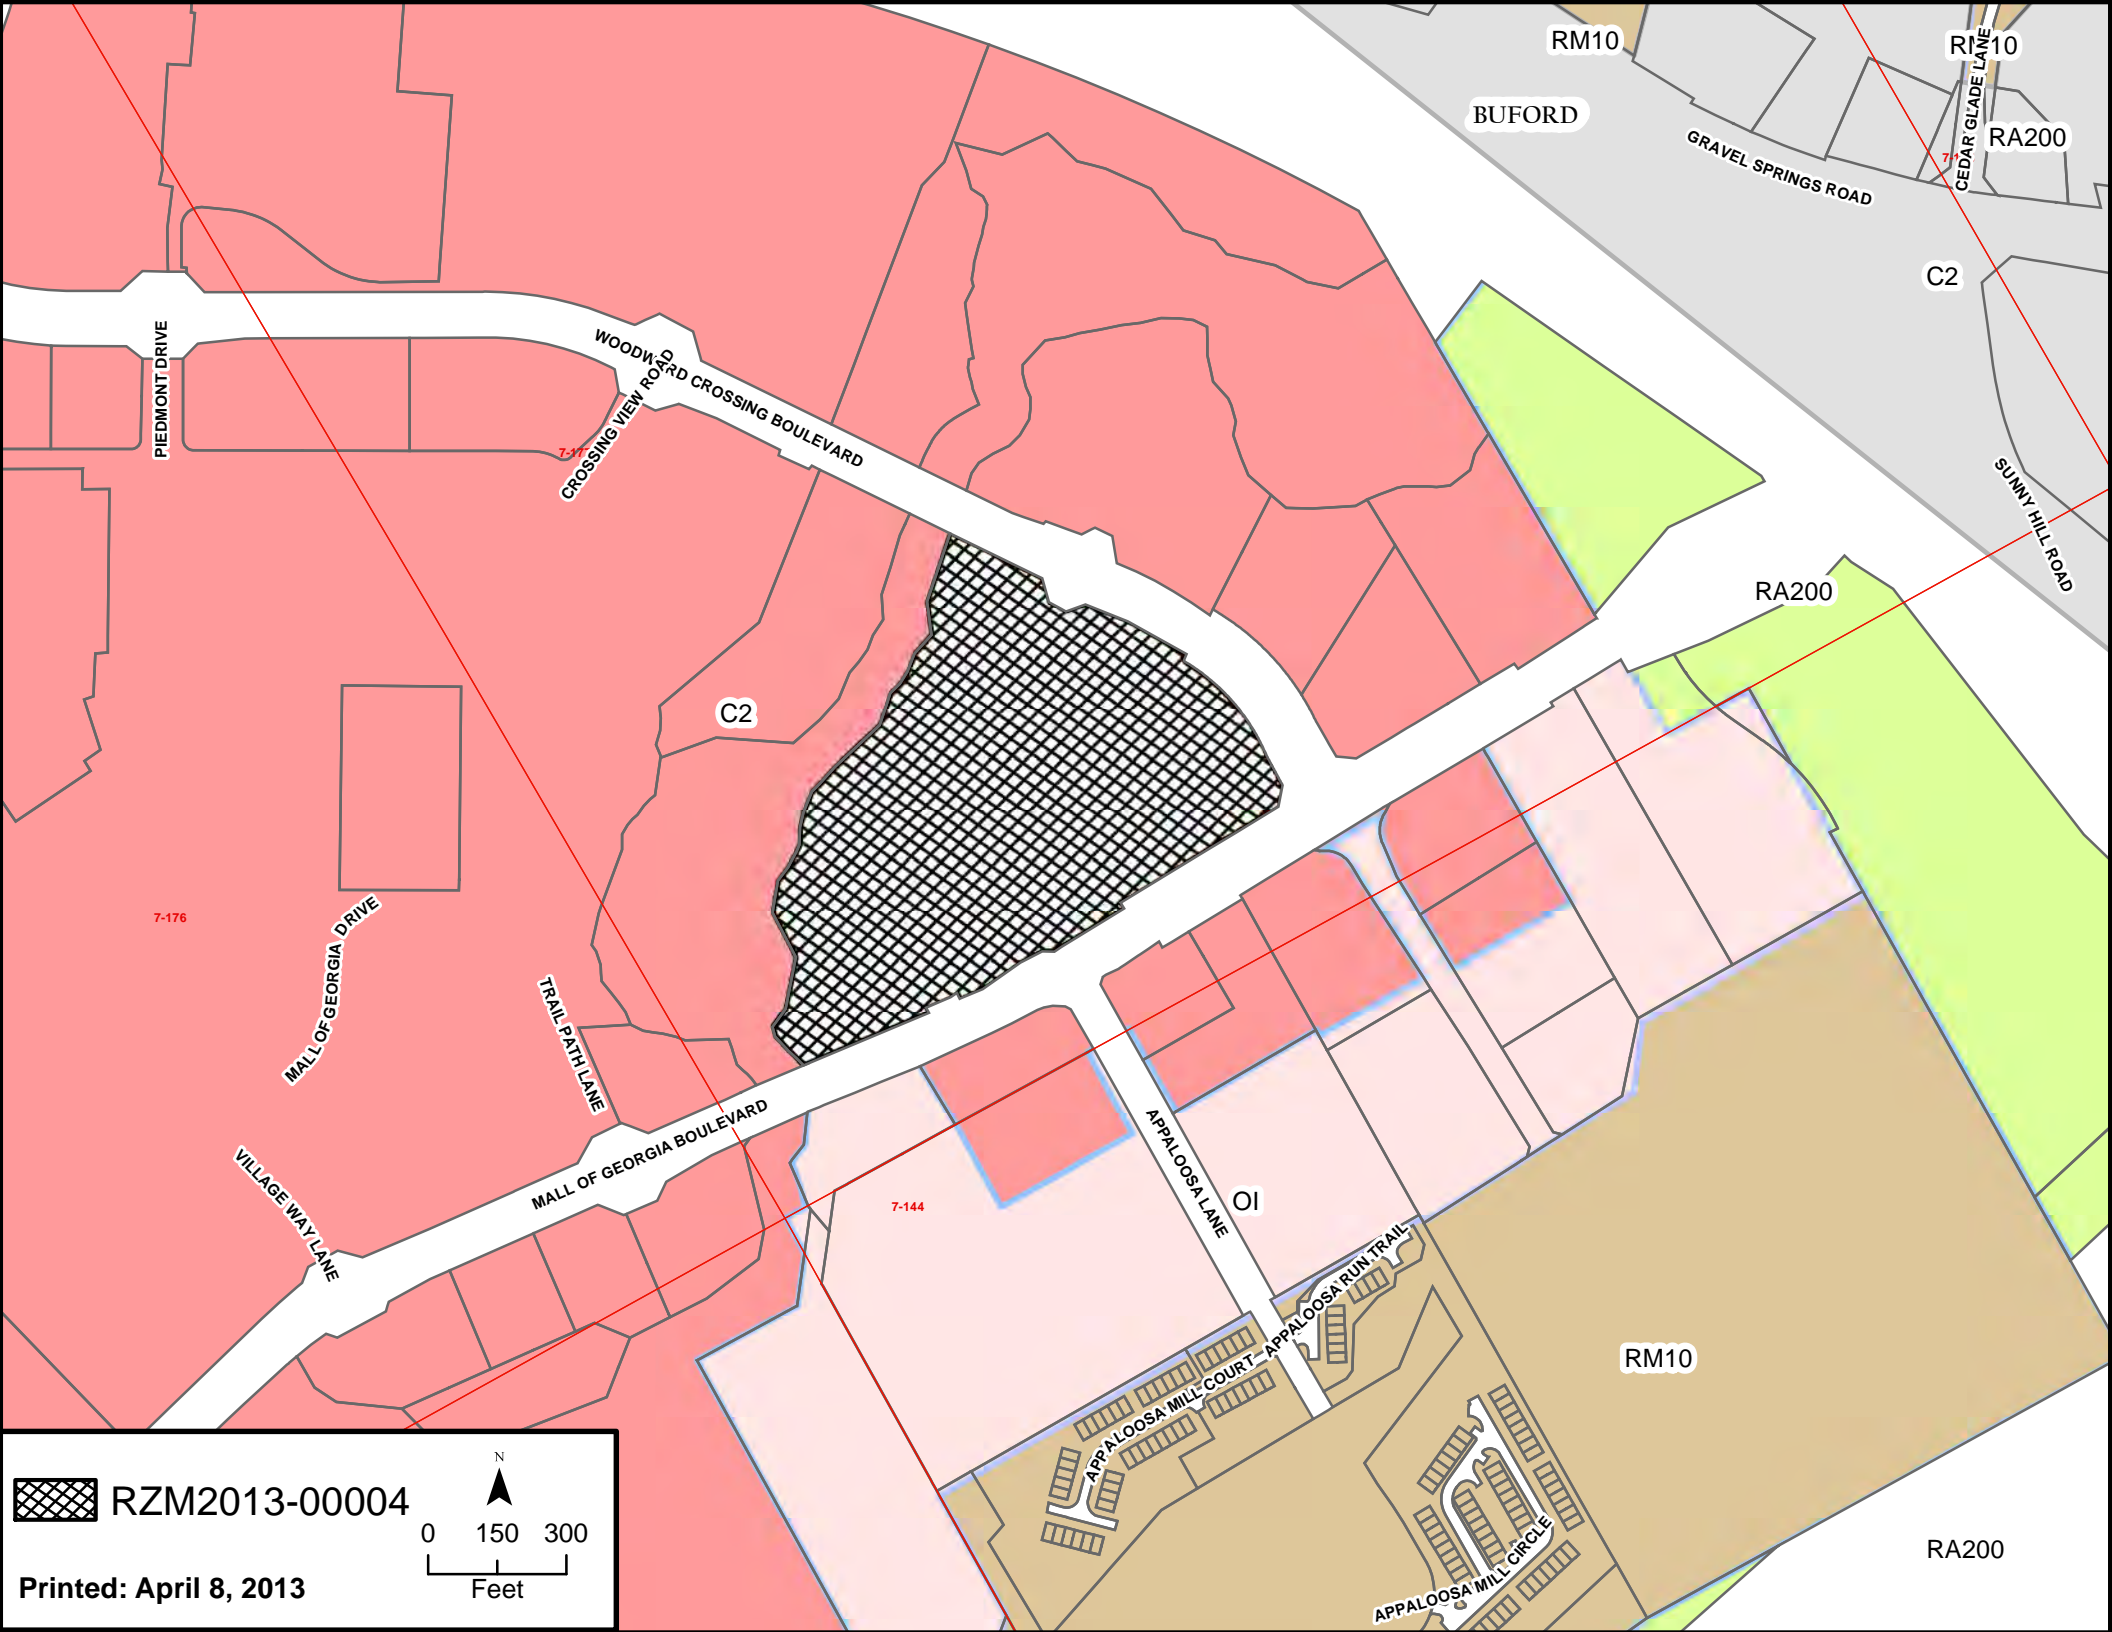 RM10
RM10
BUFORD
CEDAR GLADE LANE
RA200
GRAVEL SPRINGS ROAD
C2
PIEDMONT DRIVE
WOODWARD CROSSING BOULEVARD
CROSSING VIEW ROAD
SUNNY HILL ROAD
RA200
C2
7-176
MALL OF GEORGIA DRIVE
TRAIL PATH LANE
MALL OF GEORGIA BOULEVARD
VILLAGE WAY LANE
7-144
APPALOOSA LANE
OI
APPALOOSA RUN TRAIL
RM10
APPALOOSA MILL COURT
APPALOOSA MILL CIRCLE
RA200
RZM2013-00004
N
0 150 300
Feet
Printed: April 8, 2013